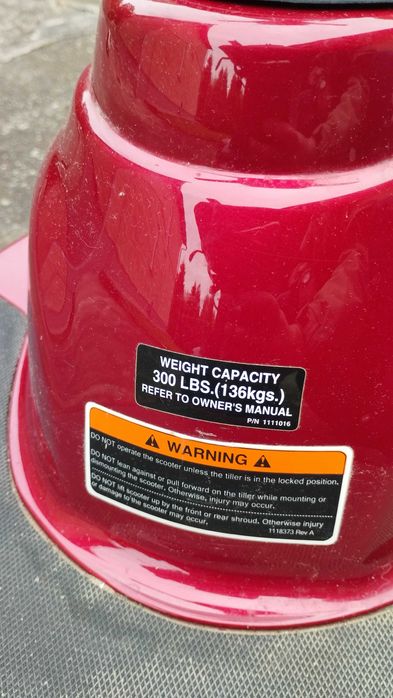 WEIGHT CAPACITY
300 LBS.(136kgs.)
REFER TO OWNER'S MANUAL
P/N 1111016
WARNING
DO NOT operate the scooter unless the tiller is in the locked position.
DO NOT lean against or pull forward on the tiller while mounting or
dismounting the scooter. Otherwise, injury may occur.
DO NOT lift scooter up by the front or rear shroud. Otherwise injury
or damage to the scooter may occur.
1118373 Rev A